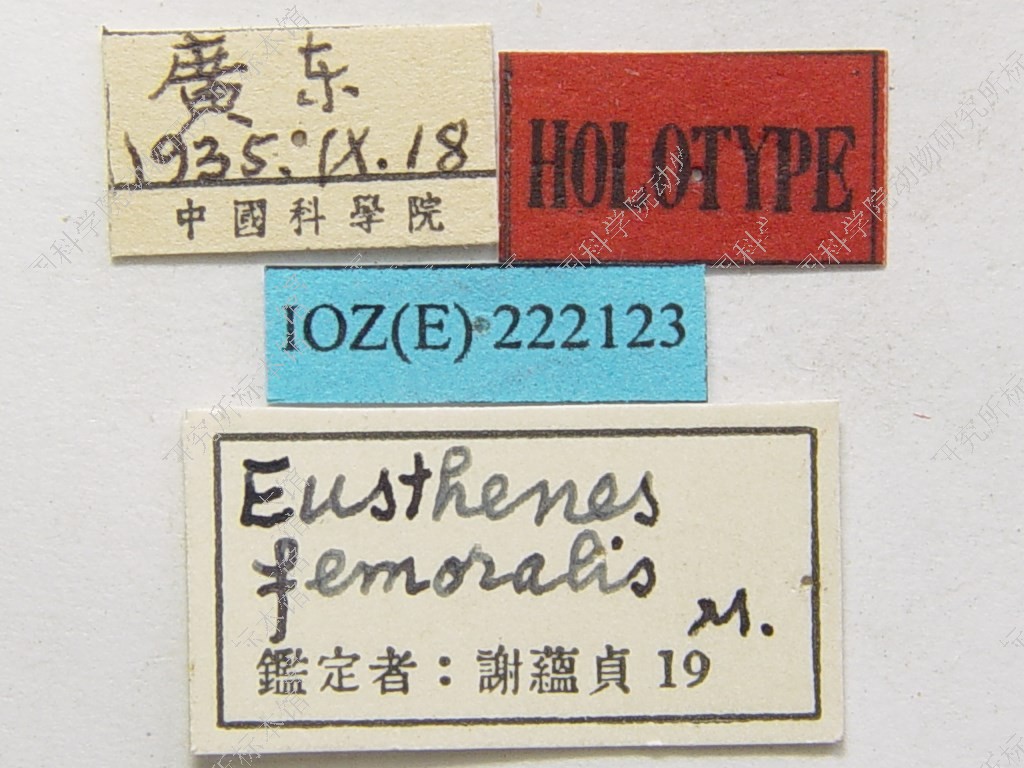 廣 东
1935.IX.18
中國科學院
HOLOTYPE
IOZ(E) 222123
Eusthenes
femoralis
鑑定者：謝蘊貞 19